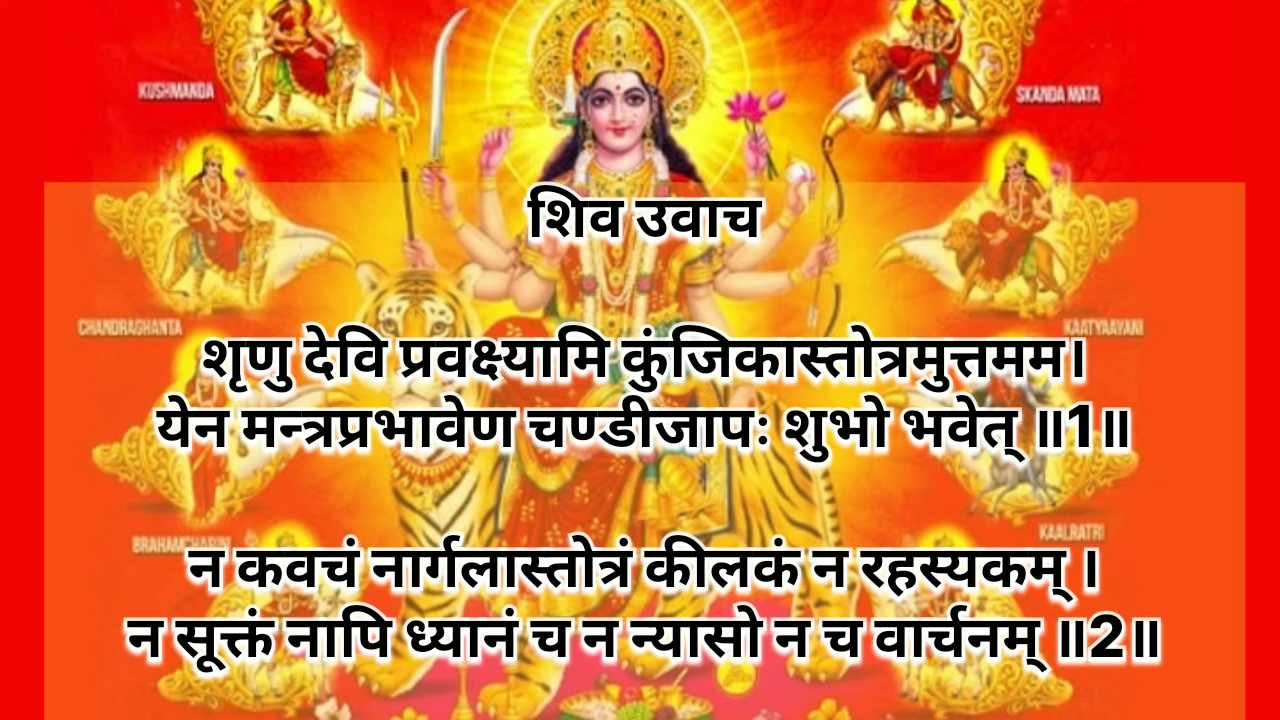 KUSHMANDA
SKANDA MATA
शिव उवाच
CHANDRAGHANTA
KAATYAAYANI
शृणु देवि प्रवक्ष्यामि कुंजिकास्तोत्रमुत्तमम।
येन मन्त्रप्रभावेण चण्डीजापः शुभो भवेत् ॥1॥
KAALRATRI
BRAHAMCHARINI
न कवचं नार्गलास्तोत्रं कीलकं न रहस्यकम् ।
न सूक्तं नापि ध्यानं च न न्यासो न च वार्चनम् ॥2॥